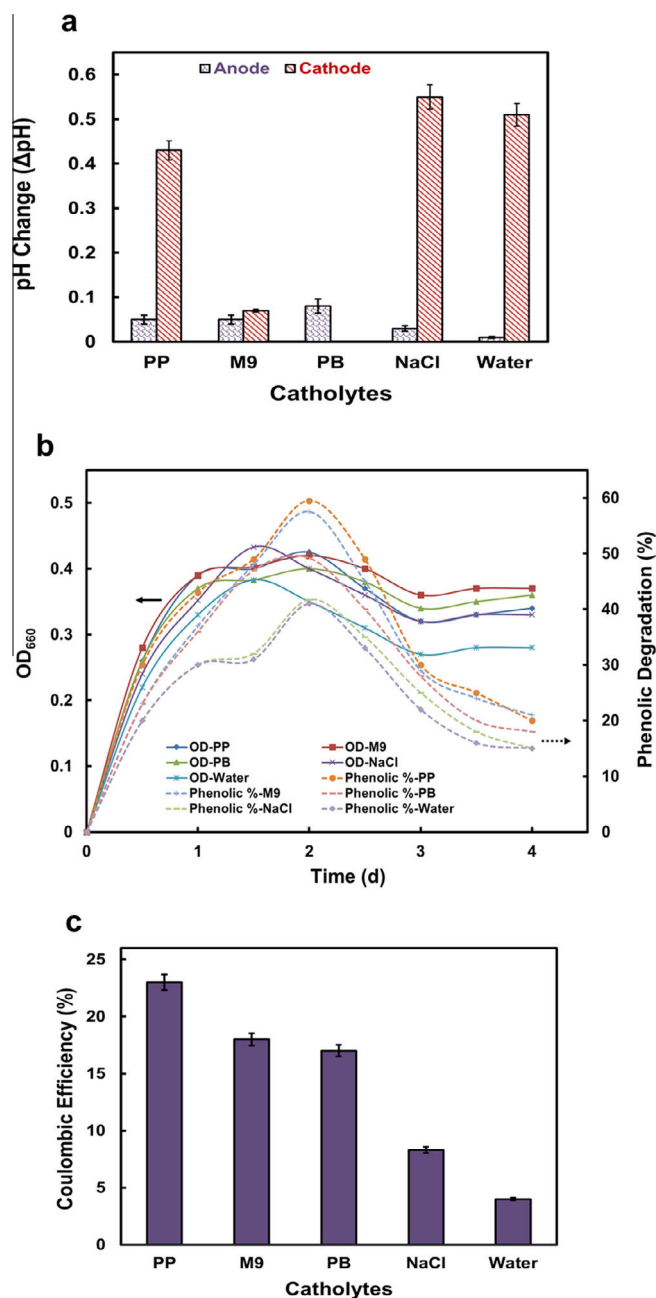 a
Anode Cathode
pH Change (ΔpH)
0.6
0.5
0.4
0.3
0.2
0.1
0
PP M9 PB NaCl Water
Catholytes
b
OD660
0.5
0.4
0.3
0.2
0.1
0
OD-PP OD-M9
OD-PB OD-NaCl
OD-Water Phenolic %-PP
Phenolic %-M9 Phenolic %-PB
Phenolic %-NaCl Phenolic %-Water
60
50
40
30
20
10
0
Phenolic Degradation (%)
0 1 2 3 4
Time (d)
c
Coulombic Efficiency (%)
25
20
15
10
5
0
PP M9 PB NaCl Water
Catholytes